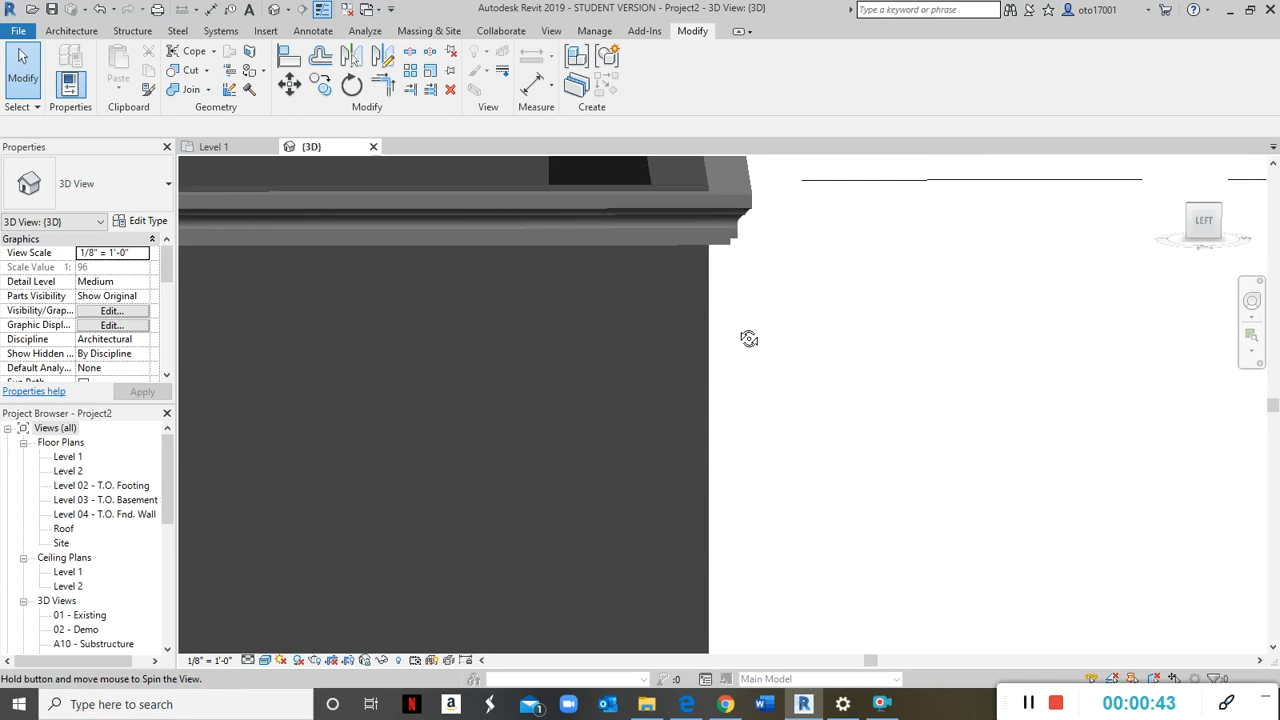 Autodesk Revit 2019 - STUDENT VERSION - Project2 - 3D View: {3D}
Type a keyword or phrase
oto17001
File Architecture Structure Steel Systems Insert Annotate Analyze Massing & Site Collaborate View Manage Add-Ins Modify
Modify
Paste
Cope
Cut
Join
Select Properties Clipboard Geometry Modify View Measure Create
Properties
Level 1
{3D}
3D View
3D View: {3D}
Edit Type
Graphics
View Scale 1/8" = 1'-0"
Scale Value 1: 96
Detail Level Medium
Parts Visibility Show Original
Visibility/Grap... Edit...
Graphic Displ... Edit...
Discipline Architectural
Show Hidden ... By Discipline
Default Analy... None
Sun Path
Properties help
Apply
LEFT
Project Browser - Project2
Views (all)
Floor Plans
Level 1
Level 2
Level 02 - T.O. Footing
Level 03 - T.O. Basement
Level 04 - T.O. Fnd. Wall
Roof
Site
Ceiling Plans
Level 1
Level 2
3D Views
01 - Existing
02 - Demo
A10 - Substructure
1/8" = 1'-0"
Hold button and move mouse to Spin the View.
:0
Main Model
:0
Type here to search
00:00:43